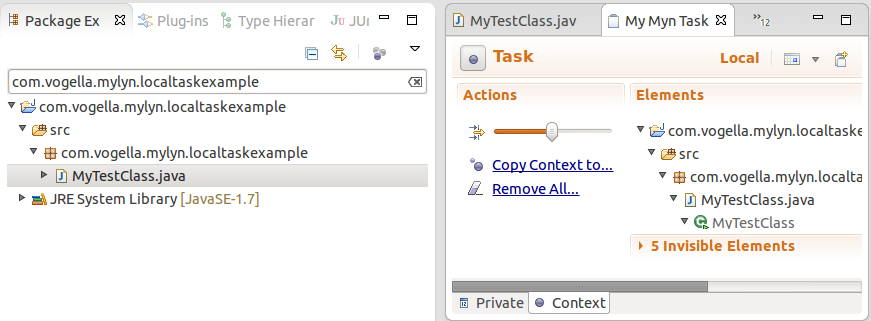 Package Ex
Plug-ins
Type Hierar
JU JUn
com.vogella.mylyn.localtaskexample
com.vogella.mylyn.localtaskexample
src
com.vogella.mylyn.localtaskexample
MyTestClass.java
JRE System Library [JavaSE-1.7]
MyTestClass.jav
My Myn Task
»12
Task
Local
Actions
Copy Context to...
Remove All...
Elements
com.vogella.mylyn.localtaske
src
com.vogella.mylyn.localta
MyTestClass.java
MyTestClass
5 Invisible Elements
Private
Context